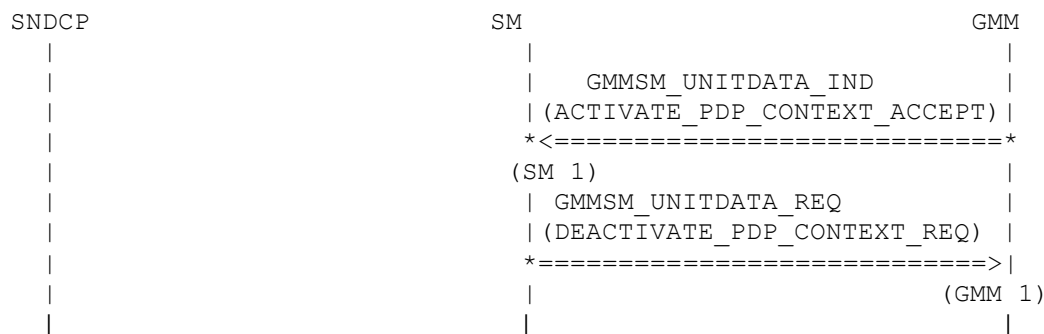 SNDCP SM GMM
GMMSM_UNITDATA_IND
(ACTIVATE_PDP_CONTEXT_ACCEPT)
*<============================*
(SM 1)
GMMSM_UNITDATA_REQ
(DEACTIVATE_PDP_CONTEXT_REQ)
*============================>
(GMM 1)